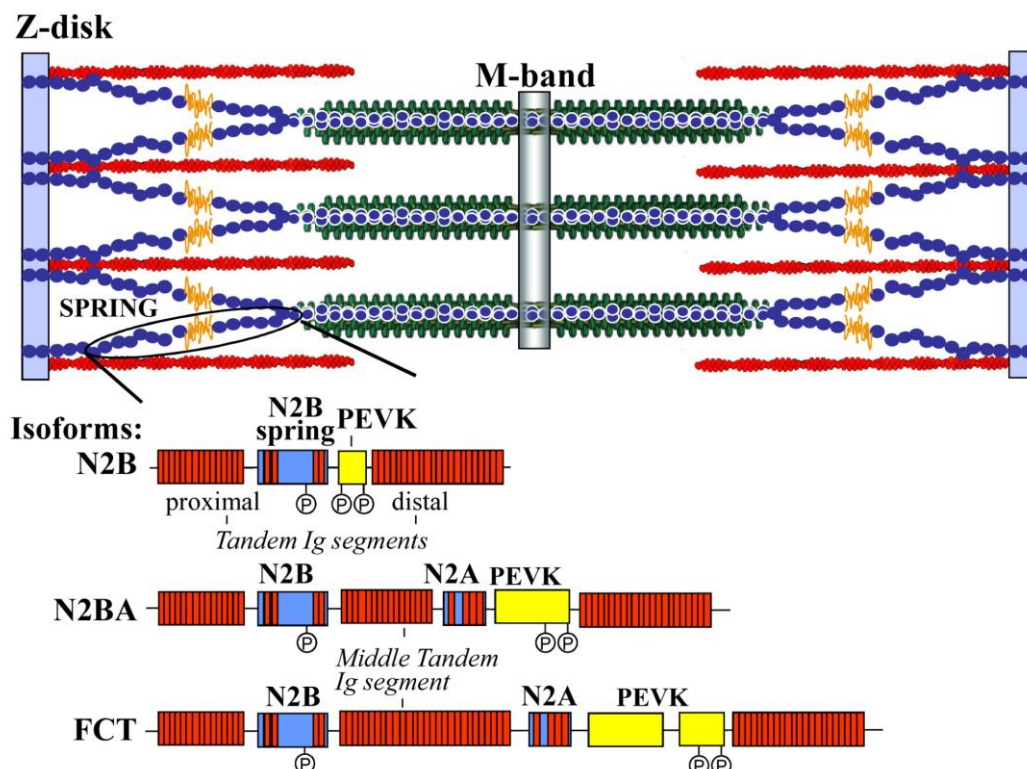 Z-disk
M-band
SPRING
Isoforms:
N2B
spring
PEVK
N2B
P
P
P
proximal
distal
Tandem Ig segments
N2B
N2A
PEVK
N2BA
P
P
P
Middle Tandem
Ig segment
N2B
N2A
PEVK
FCT
P
P
P